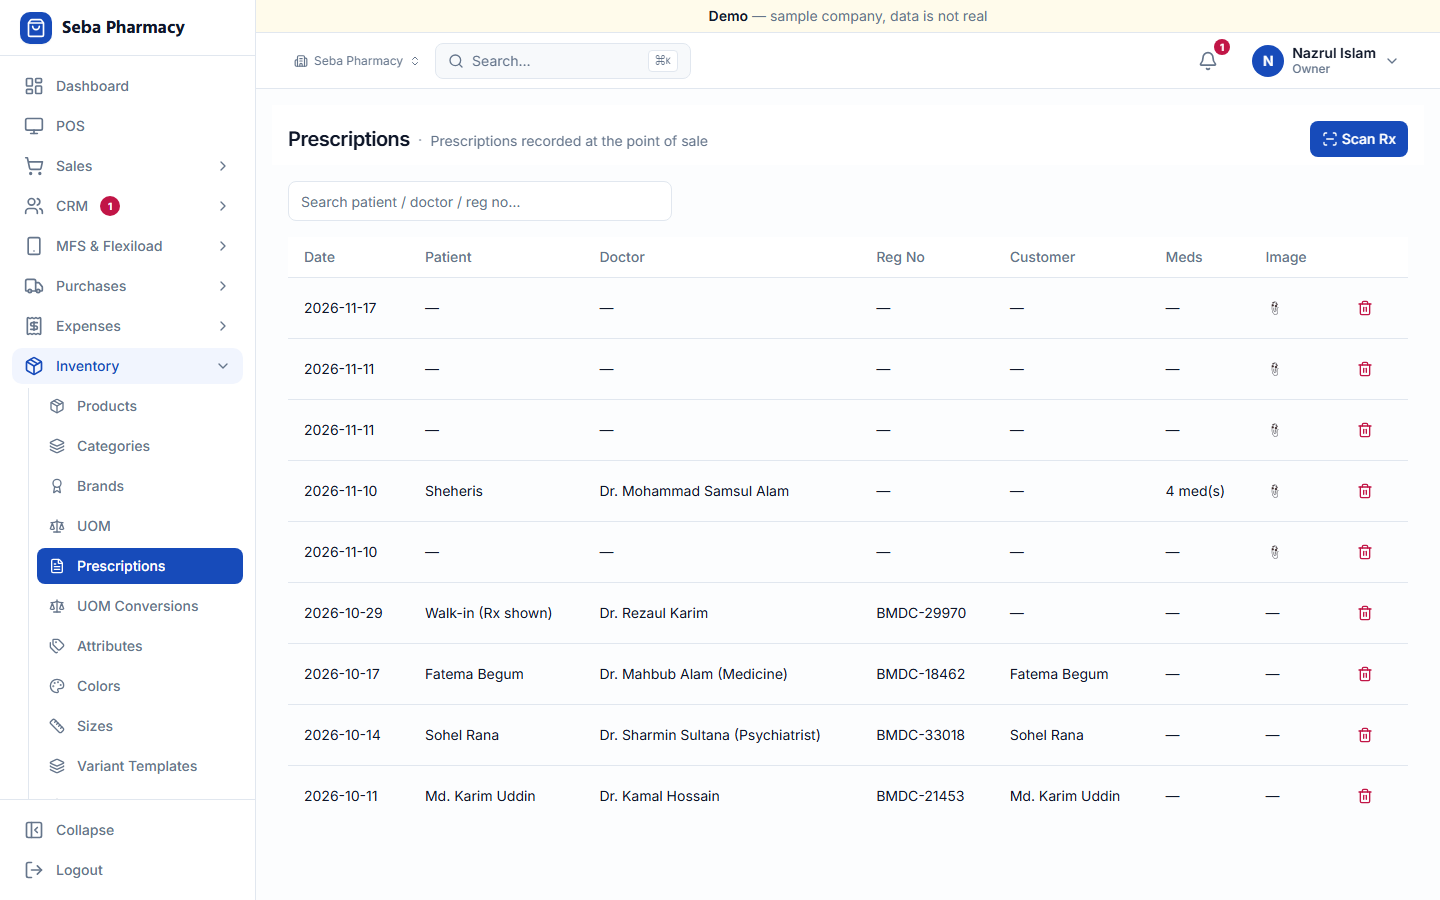 Seba Pharmacy
Demo — sample company, data is not real
Seba Pharmacy
Search...
⌘K
1
N
Nazrul Islam
Owner
Dashboard
POS
Sales
CRM 1
MFS & Flexiload
Purchases
Expenses
Inventory
Products
Categories
Brands
UOM
Prescriptions
UOM Conversions
Attributes
Colors
Sizes
Variant Templates
Collapse
Logout
Prescriptions · Prescriptions recorded at the point of sale
Scan Rx
Search patient / doctor / reg no...
Date Patient Doctor Reg No Customer Meds Image
2026-11-17 — — — — —
2026-11-11 — — — — —
2026-11-11 — — — — —
2026-11-10 Sheheris Dr. Mohammad Samsul Alam — — 4 med(s)
2026-11-10 — — — — —
2026-10-29 Walk-in (Rx shown) Dr. Rezaul Karim BMDC-29970 — — —
2026-10-17 Fatema Begum Dr. Mahbub Alam (Medicine) BMDC-18462 Fatema Begum — —
2026-10-14 Sohel Rana Dr. Sharmin Sultana (Psychiatrist) BMDC-33018 Sohel Rana — —
2026-10-11 Md. Karim Uddin Dr. Kamal Hossain BMDC-21453 Md. Karim Uddin — —